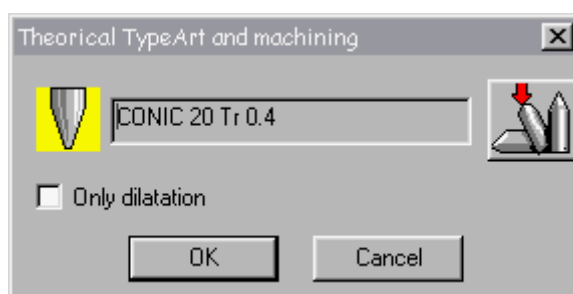 Theorical TypeArt and machining
CONIC 20 Tr 0.4
Only dilatation
OK
Cancel